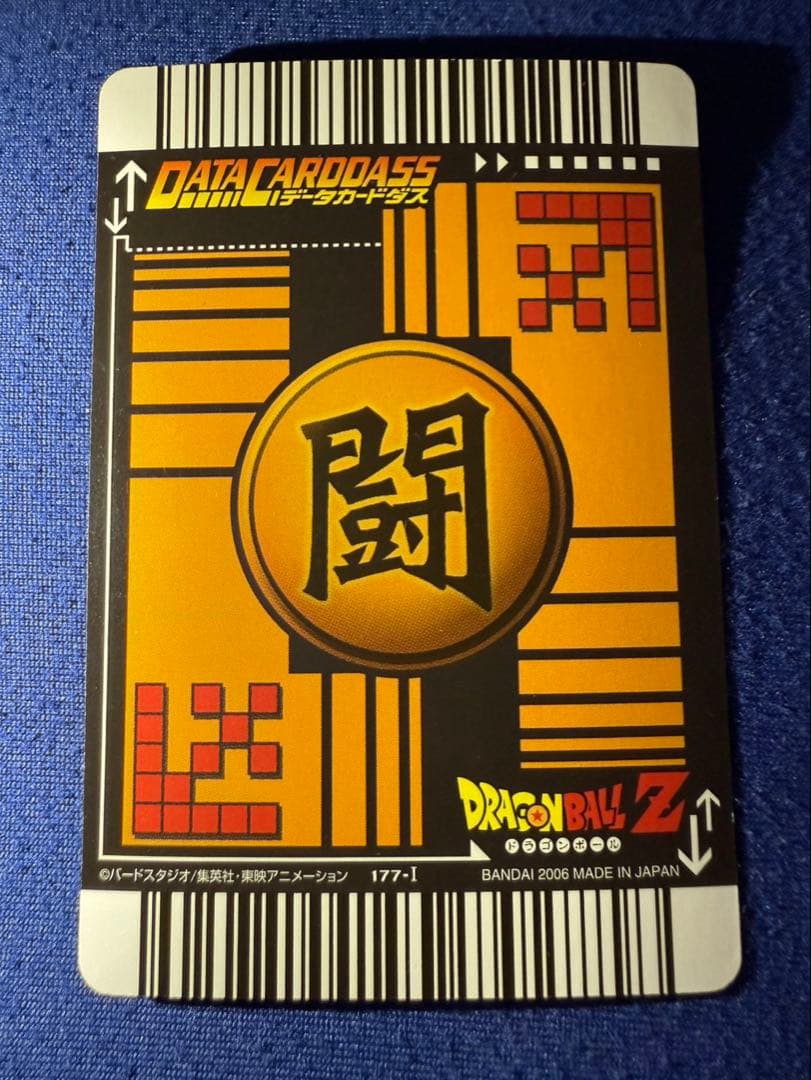 DATA CARDDASS
データカードダス
闘
DRAGON BALL Z
ドラゴンボール
©バードスタジオ/集英社・東映アニメーション 177-I BANDAI 2006 MADE IN JAPAN